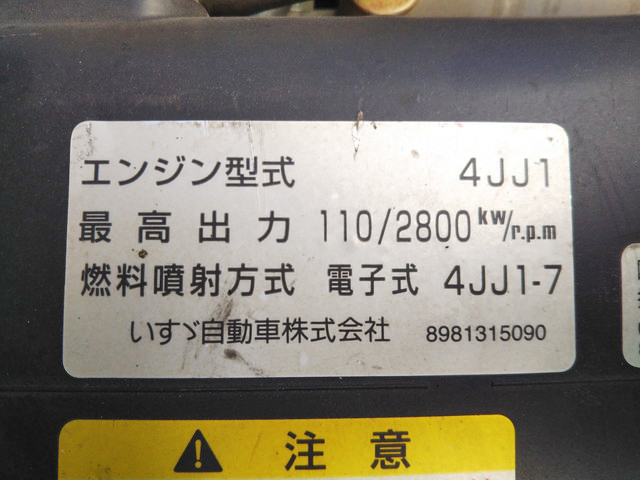 エンジン型式 4JJ1
最高出力 110/2800 kw/r.p.m
燃料噴射方式 電子式 4JJ1-7
いすゞ自動車株式会社 8981315090
⚠ 注意